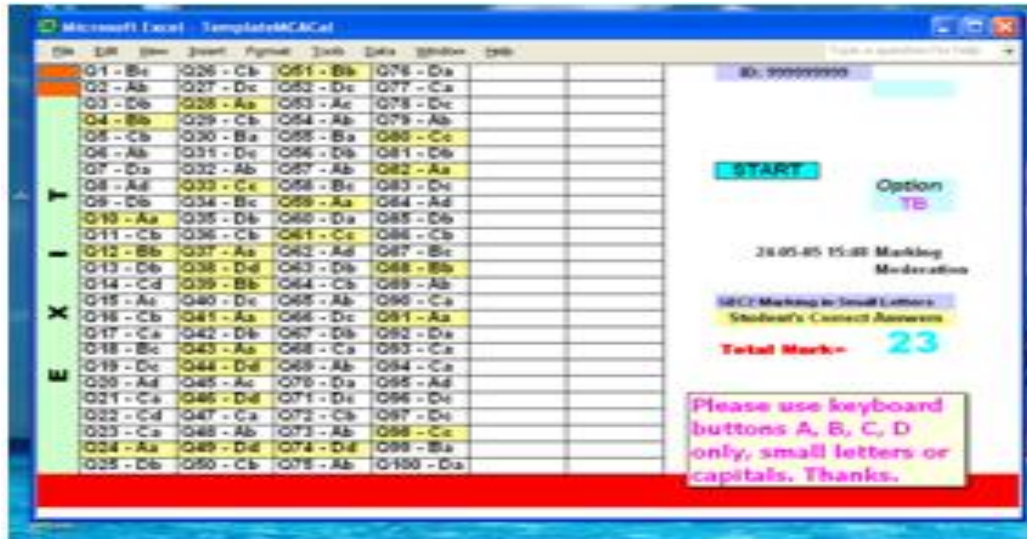 Microsoft Excel - TemplateMCACal
File Edit View Insert Format Tools Data Window Help
Q1 - Bc Q26 - Cb Q51 - Bb Q76 - Da
Q2 - Ab Q27 - Dc Q52 - Dc Q77 - Ca
Q3 - Db Q28 - Aa Q53 - Ac Q78 - Dc
Q4 - Bb Q29 - Cb Q54 - Ab Q79 - Ab
Q5 - Cb Q30 - Ba Q55 - Ba Q80 - Cc
Q6 - Ab Q31 - Dc Q56 - Db Q81 - Db
Q7 - Da Q32 - Ab Q57 - Ab Q82 - Aa
Q8 - Ad Q33 - Cc Q58 - Bc Q83 - Dc
Q9 - Db Q34 - Bc Q59 - Aa Q84 - Ad
Q10 - Aa Q35 - Db Q60 - Da Q85 - Db
Q11 - Cb Q36 - Cb Q61 - Cc Q86 - Cb
Q12 - Bb Q37 - Aa Q62 - Ad Q87 - Bc
Q13 - Db Q38 - Dd Q63 - Db Q88 - Bb
Q14 - Cd Q39 - Bb Q64 - Cb Q89 - Ab
Q15 - Ac Q40 - Dc Q65 - Ab Q90 - Ca
Q16 - Cb Q41 - Aa Q66 - Dc Q91 - Aa
Q17 - Ca Q42 - Db Q67 - Db Q92 - Da
Q18 - Bc Q43 - Aa Q68 - Ca Q93 - Ca
Q19 - Dc Q44 - Dd Q69 - Ab Q94 - Ca
Q20 - Ad Q45 - Ac Q70 - Da Q95 - Ad
Q21 - Ca Q46 - Dd Q71 - Dc Q96 - Dc
Q22 - Cd Q47 - Ca Q72 - Cb Q97 - Dc
Q23 - Ca Q48 - Ab Q73 - Ab Q98 - Cc
Q24 - Aa Q49 - Dd Q74 - Dd Q99 - Ba
Q25 - Db Q50 - Cb Q75 - Ab Q100 - Da
EXIT
ID: 999999999
START
Option
TB
Marking
Moderation
Marking in Small Letters
Student's Correct Answers
Total Mark= 23
Please use keyboard
buttons A, B, C, D
only, small letters or
capitals. Thanks.